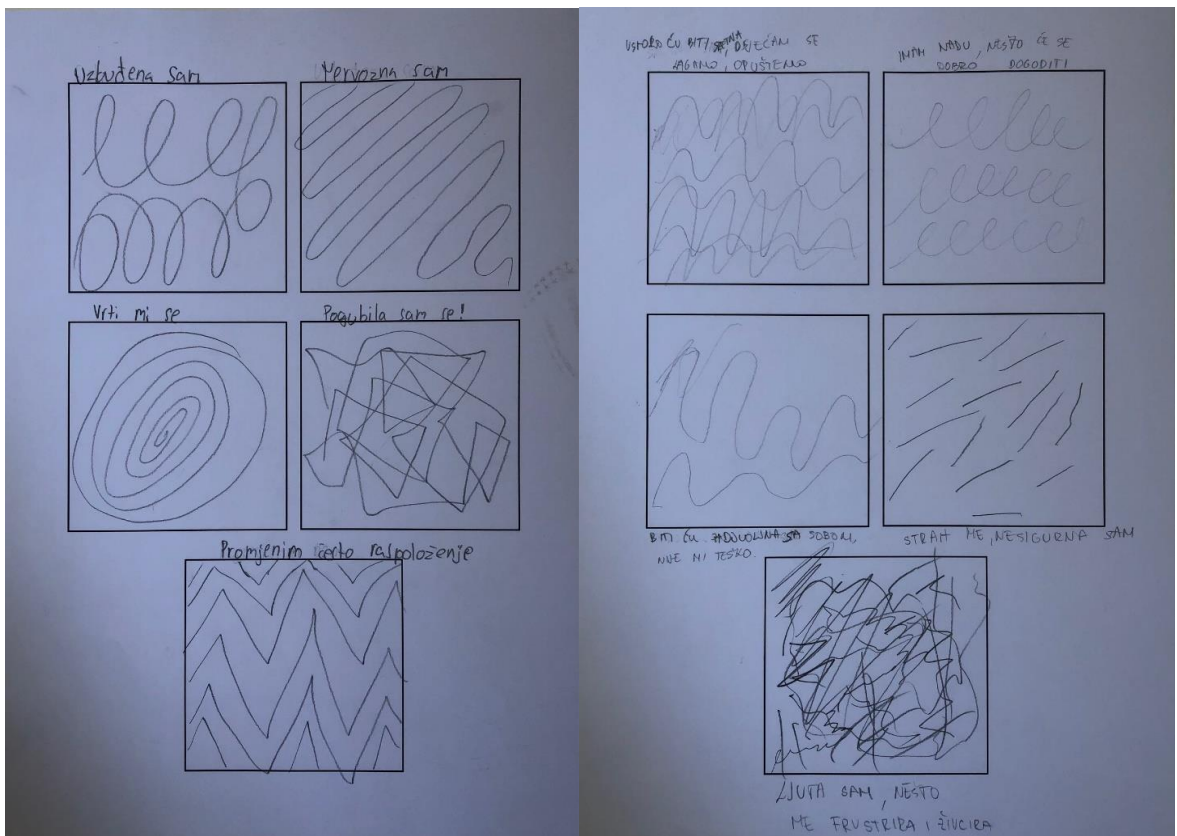 Uzbuđena sam
Nervozna sam
Vrti mi se
Pogubila sam se!
Promjenim često raspoloženje
USKORO ĆU BITI SRETNA, OSJEĆAM SE
LAGANO, OPUŠTENO
IMAM NADU, NEŠTO ĆE SE
DOBRO DOGODITI
BITI ĆU ZADOVOLJNA SA SOBOM,
NIJE MI TEŠKO.
STRAH ME, NESIGURNA SAM
LJUTA SAM, NEŠTO
ME FRUSTRIRA I ŽIVCIRA